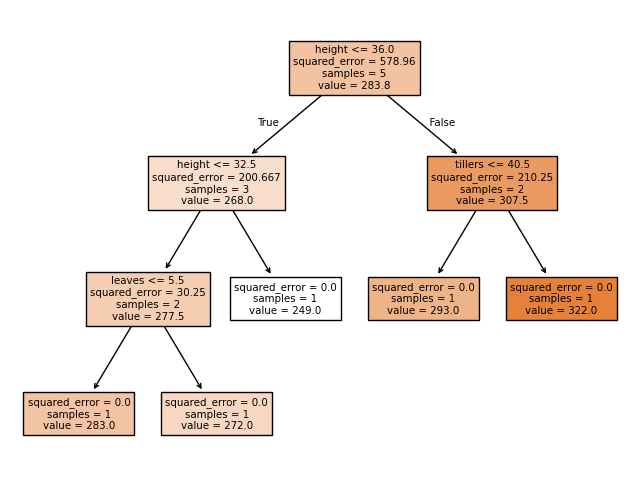 height <= 36.0
squared_error = 578.96
samples = 5
value = 283.8
True
False
height <= 32.5
squared_error = 200.667
samples = 3
value = 268.0
tillers <= 40.5
squared_error = 210.25
samples = 2
value = 307.5
leaves <= 5.5
squared_error = 30.25
samples = 2
value = 277.5
squared_error = 0.0
samples = 1
value = 249.0
squared_error = 0.0
samples = 1
value = 293.0
squared_error = 0.0
samples = 1
value = 322.0
squared_error = 0.0
samples = 1
value = 283.0
squared_error = 0.0
samples = 1
value = 272.0